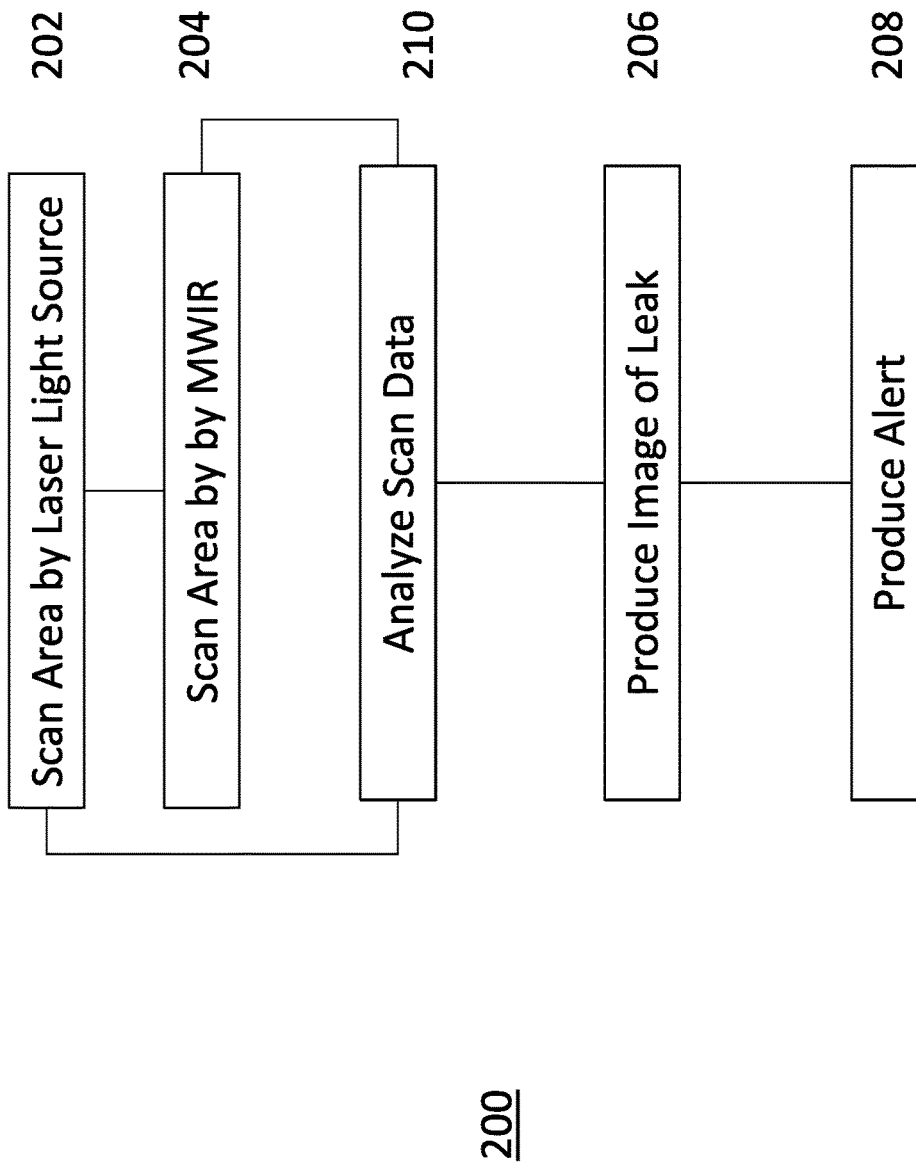 200
Scan Area by Laser Light Source
202
Scan Area by by MWIR
204
Analyze Scan Data
210
Produce Image of Leak
206
Produce Alert
208